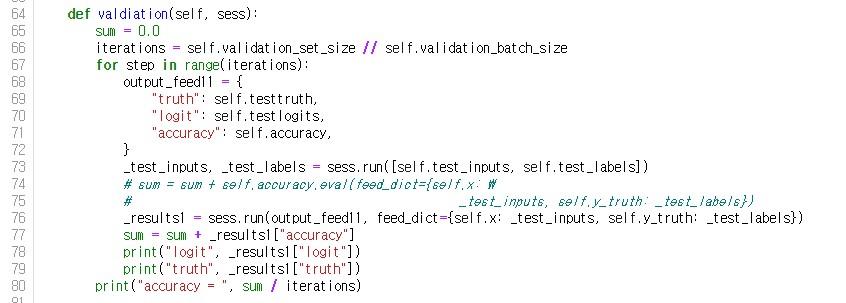 64 def valdiation(self, sess):
65 sum = 0.0
66 iterations = self.validation_set_size // self.validation_batch_size
67 for step in range(iterations):
68 output_feed11 = {
69 "truth": self.testtruth,
70 "logit": self.testlogits,
71 "accuracy": self.accuracy,
72 }
73 _test_inputs, _test_labels = sess.run([self.test_inputs, self.test_labels])
74 # sum = sum + self.accuracy.eval(feed_dict={self.x: ₩
75 # _test_inputs, self.y_truth: _test_labels})
76 _results1 = sess.run(output_feed11, feed_dict={self.x: _test_inputs, self.y_truth: _test_labels})
77 sum = sum + _results1["accuracy"]
78 print("logit", _results1["logit"])
79 print("truth", _results1["truth"])
80 print("accuracy = ", sum / iterations)